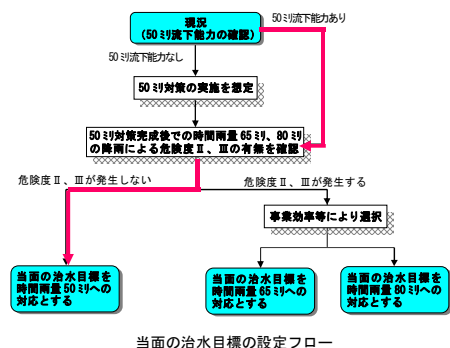 現況
(50ミリ流下能力の確認)
50ミリ流下能力あり
50ミリ流下能力なし
50ミリ対策の実施を想定
50ミリ対策完成後での時間雨量65ミリ、80ミリ
の降雨による危険度Ⅱ、Ⅲの有無を確認
危険度Ⅱ、Ⅲが発生しない
危険度Ⅱ、Ⅲが発生する
事業効率等により選択
当面の治水目標を
時間雨量50ミリへの
対応とする
当面の治水目標を
時間雨量65ミリへの
対応とする
当面の治水目標を
時間雨量80ミリへの
対応とする
当面の治水目標の設定フロー